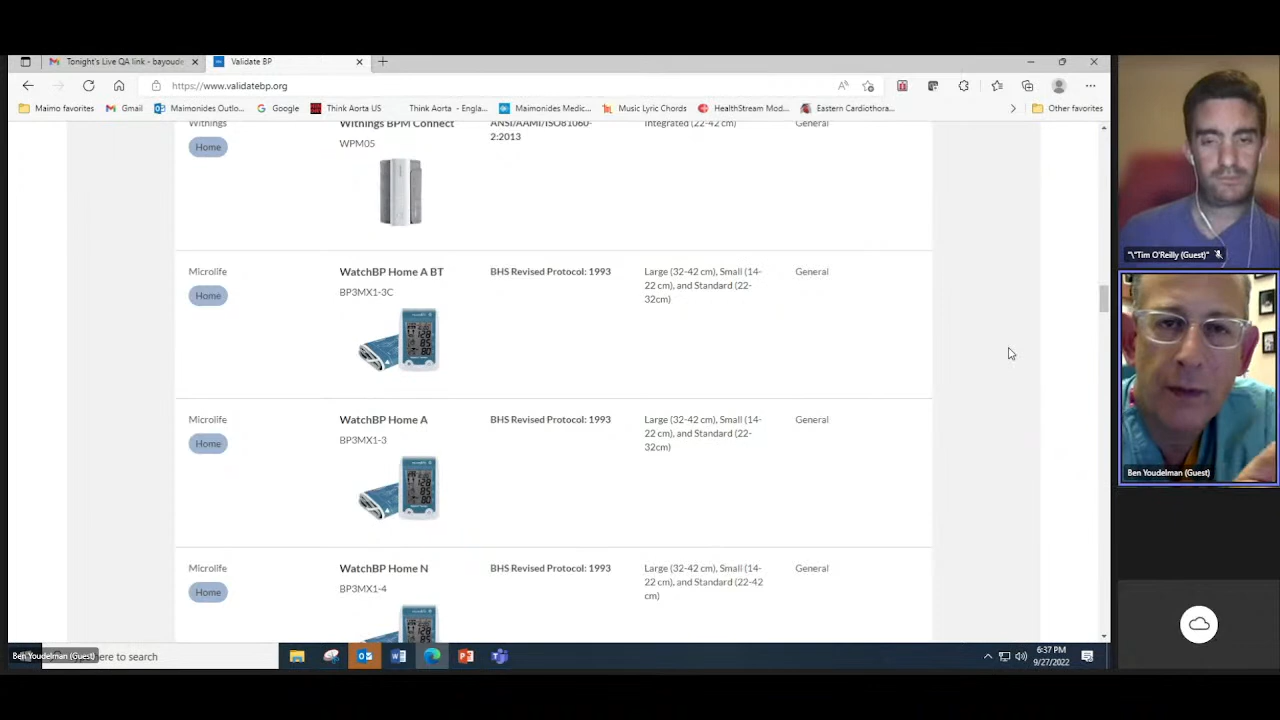 Tonight's Live QA link - bayoude
Validate BP
https://www.validatebp.org
Maimo favorites
Gmail
Maimonides Outlo...
Google
Think Aorta US
Think Aorta - Engla...
Maimonides Medic...
Music Lyric Chords
HealthStream Mod...
Eastern Cardiothora...
Other favorites
Withings
Home
Withings BPM Connect
WPM05
ANSI/AAMI/ISO81060-
2:2013
Integrated (22-42 cm)
General
Microlife
Home
WatchBP Home A BT
BP3MX1-3C
BHS Revised Protocol: 1993
Large (32-42 cm), Small (14-
22 cm), and Standard (22-
32cm)
General
Microlife
Home
WatchBP Home A
BP3MX1-3
BHS Revised Protocol: 1993
Large (32-42 cm), Small (14-
22 cm), and Standard (22-
32cm)
General
Microlife
Home
WatchBP Home N
BP3MX1-4
BHS Revised Protocol: 1993
Large (32-42 cm), Small (14-
22 cm), and Standard (22-42
cm)
General
"\"Tim O'Reilly (Guest)"
Ben Youdelman (Guest)
Ben Youdelman (Guest)
here to search
6:37 PM
9/27/2022